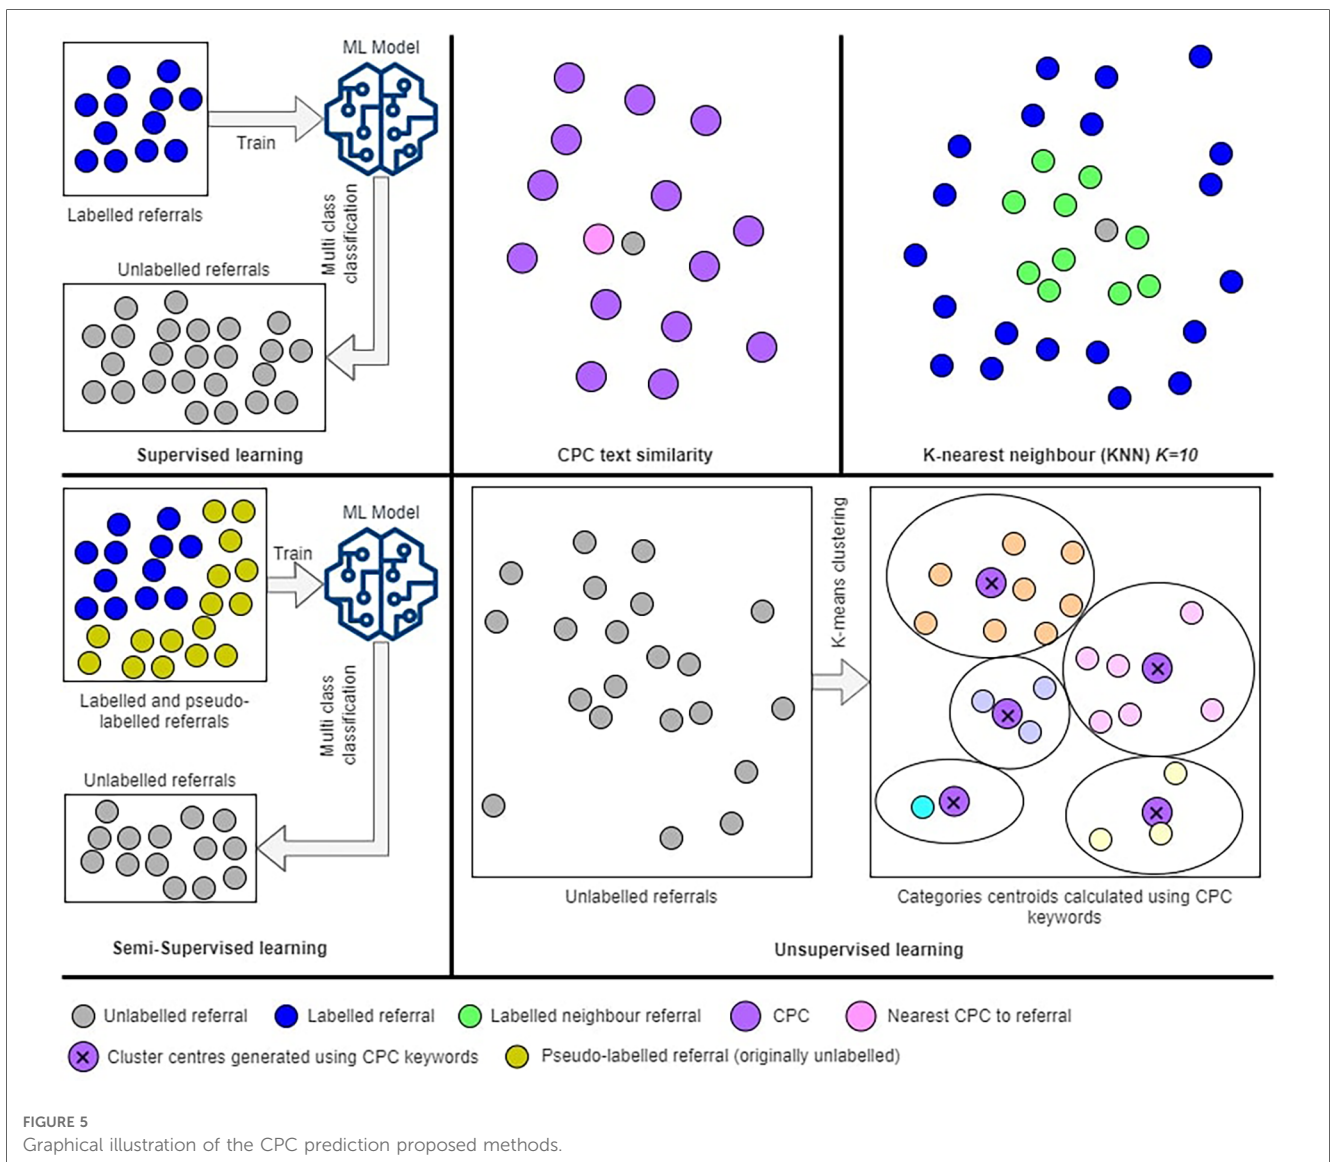 ML Model
Train
Labelled referrals
Multi class
classification
Unlabelled referrals
Supervised learning
CPC text similarity
K-nearest neighbour (KNN) K=10
ML Model
Train
Labelled and pseudo-
labelled referrals
Multi class
classification
Unlabelled referrals
Semi-Supervised learning
K-means clustering
Unlabelled referrals
Categories centroids calculated using CPC
keywords
Unsupervised learning
Unlabelled referral
Labelled referral
Labelled neighbour referral
CPC
Nearest CPC to referral
Cluster centres generated using CPC keywords
Pseudo-labelled referral (originally unlabelled)
FIGURE 5
Graphical illustration of the CPC prediction proposed methods.